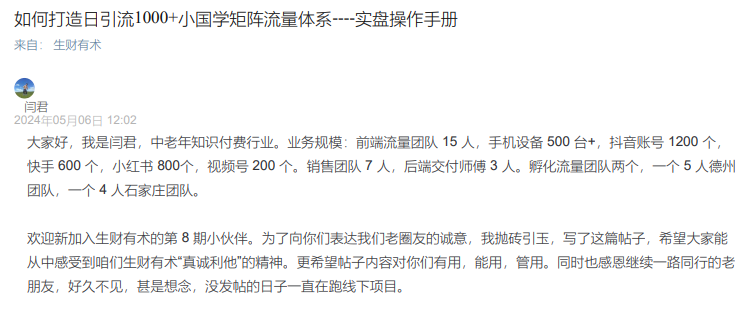 如何打造日引流1000+小国学矩阵流量体系----实盘操作手册
来自： 生财有术
闫君
2024年05月06日 12:02
大家好，我是闫君，中老年知识付费行业。业务规模：前端流量团队 15 人，手机设备 500 台+，抖音账号 1200 个，
快手 600 个，小红书 800个，视频号 200 个。销售团队 7 人，后端交付师傅 3 人。孵化流量团队两个，一个 5 人德州
团队，一个 4 人石家庄团队。
欢迎新加入生财有术的第 8 期小伙伴。为了向你们表达我们老圈友的诚意，我抛砖引玉，写了这篇帖子，希望大家能
从中感受到咱们生财有术“真诚利他”的精神。更希望帖子内容对你们有用，能用，管用。同时也感恩继续一路同行的老
朋友，好久不见，甚是想念，没发帖的日子一直在跑线下项目。